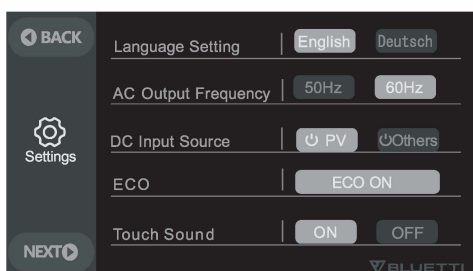 BACK
Language Setting English Deutsch
AC Output Frequency 50Hz 60Hz
Settings
DC Input Source PV Others
ECO ECO ON
Touch Sound ON OFF
NEXT
BLUETTI